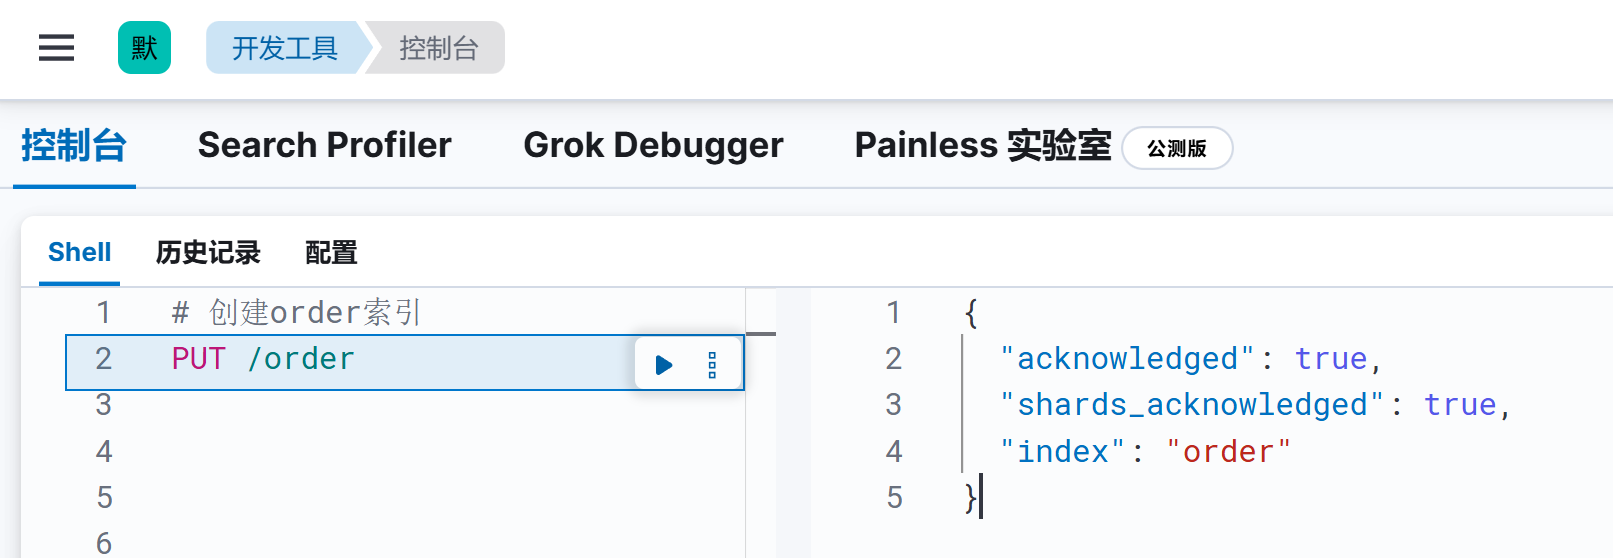 默 开发工具 控制台
控制台 Search Profiler Grok Debugger Painless 实验室 公测版
Shell 历史记录 配置
1 # 创建order索引
2 PUT /order
3
4
5
6
1 {
2 "acknowledged": true,
3 "shards_acknowledged": true,
4 "index": "order"
5 }